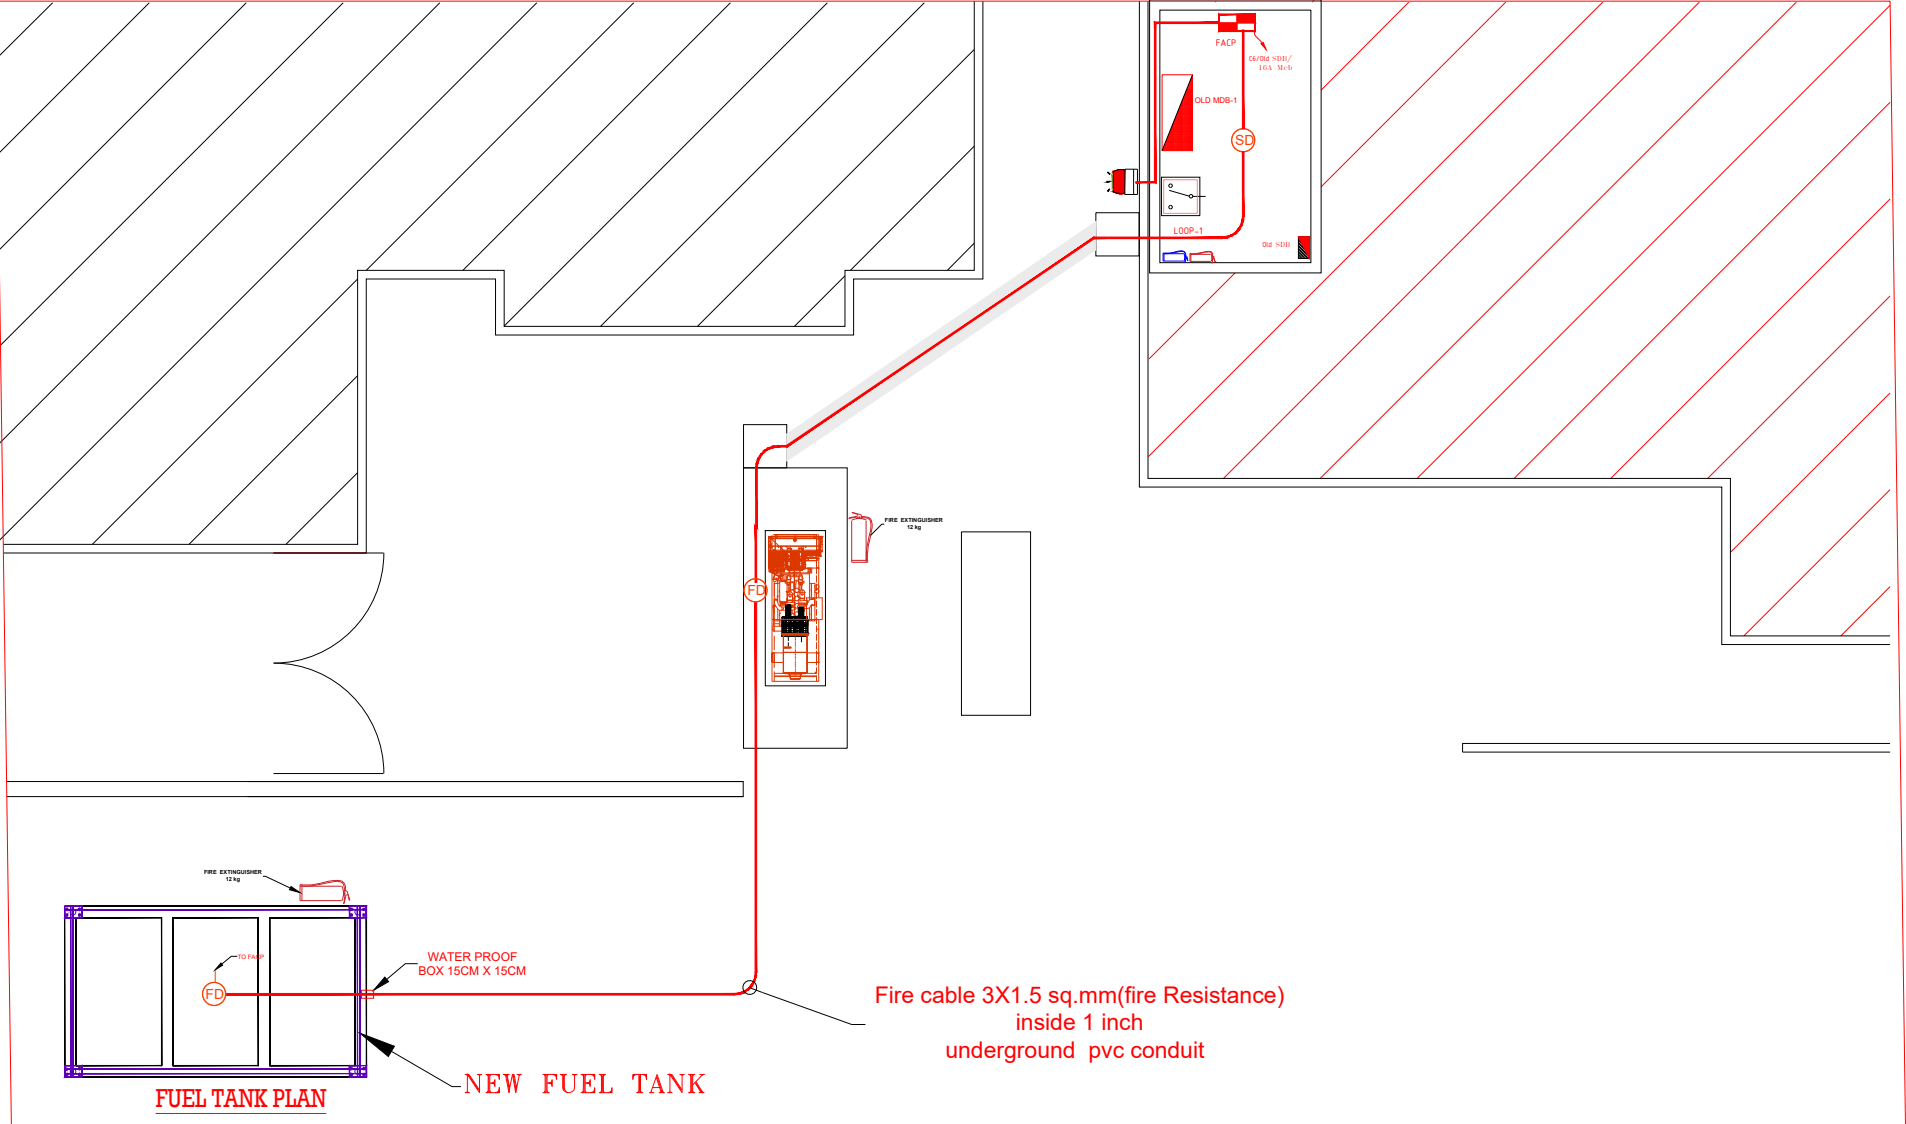 FACP
C6/Old SDB/
16A Mcb
OLD MDB-1
SD
LOOP-1
Old SDB
FIRE EXTINGUISHER
12 kg
FD
FIRE EXTINGUISHER
12 kg
TO FACP
FD
WATER PROOF
BOX 15CM X 15CM
Fire cable 3X1.5 sq.mm(fire Resistance)
inside 1 inch
underground pvc conduit
NEW FUEL TANK
FUEL TANK PLAN